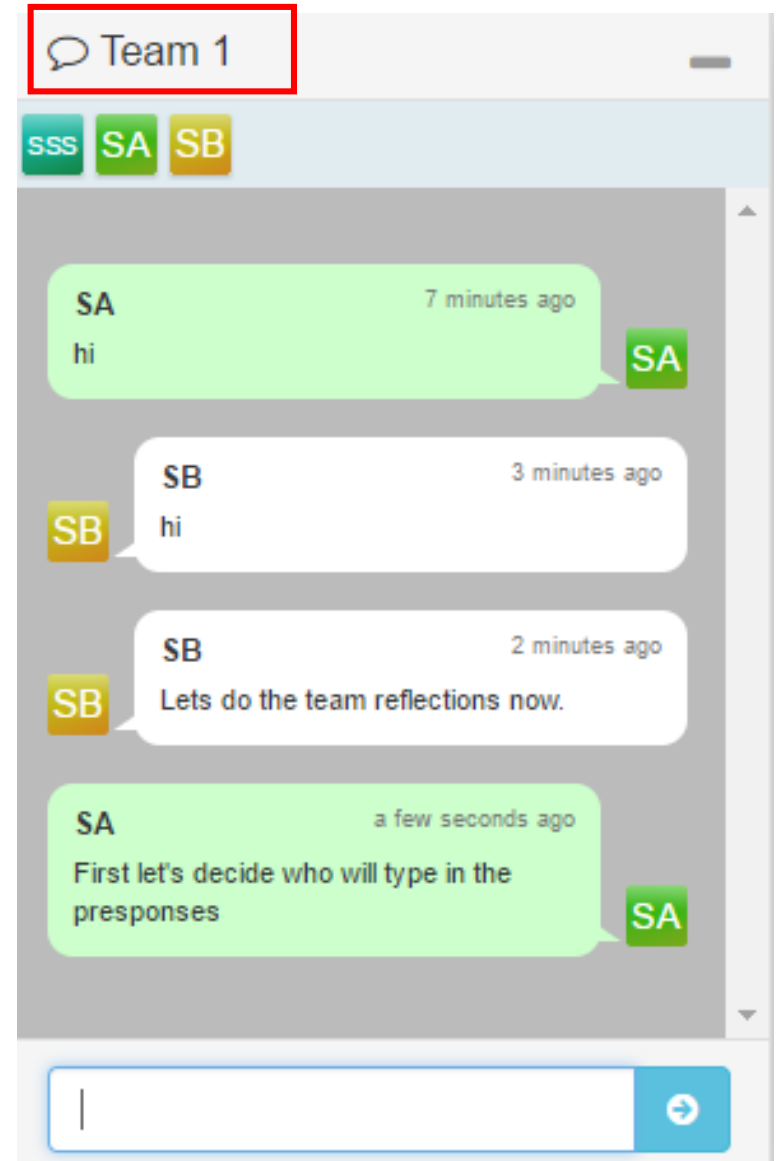 Team 1
sss SA SB
SA 7 minutes ago
hi
SA
SB 3 minutes ago
hi
SB
SB 2 minutes ago
Lets do the team reflections now.
SB
SA a few seconds ago
First let's decide who will type in the
presponses
SA